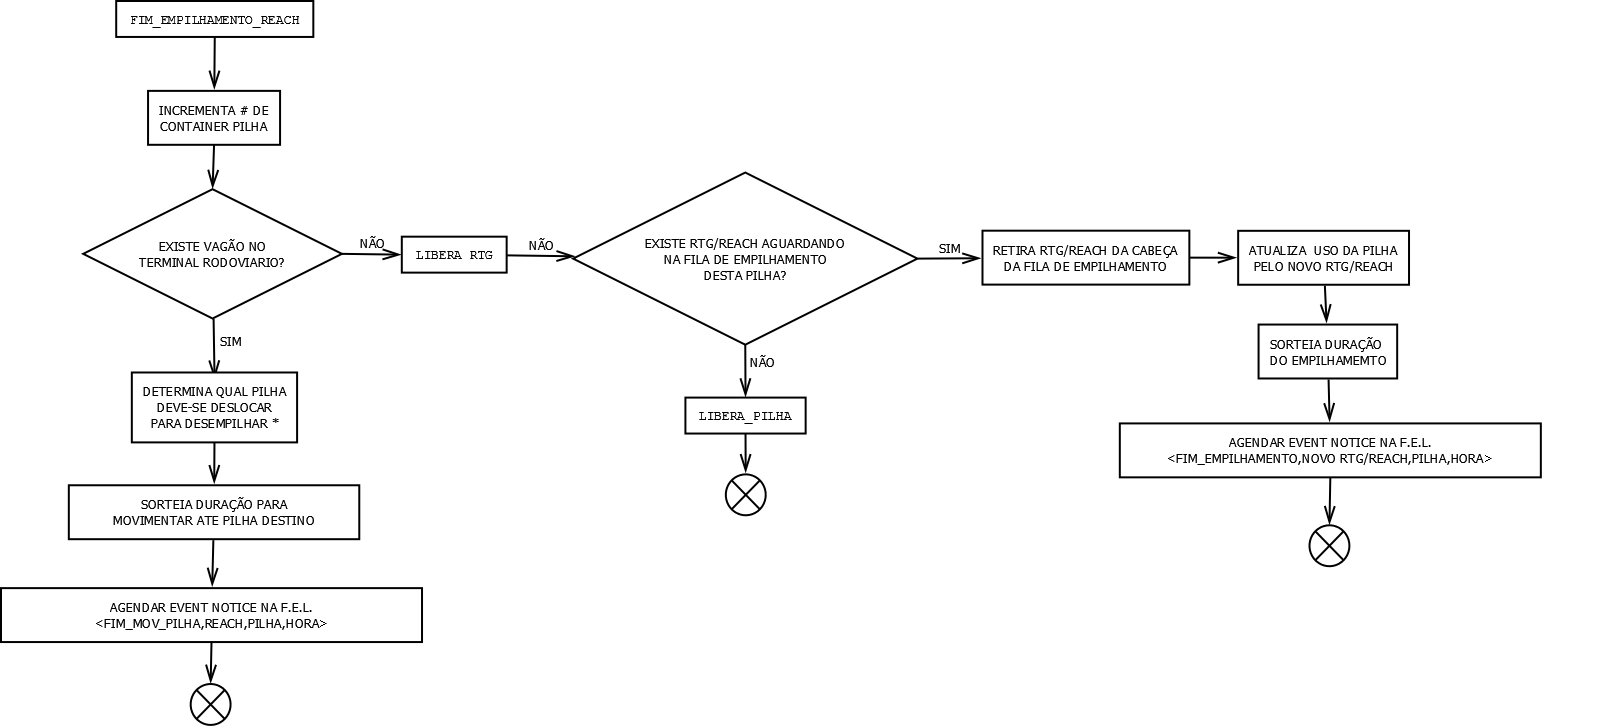 FIM_EMPILHAMENTO_REACH
INCREMENTA # DE
CONTAINER PILHA
EXISTE VAGÃO NO
TERMINAL RODOVIARIO?
NÃO
LIBERA RTG
NÃO
EXISTE RTG/REACH AGUARDANDO
NA FILA DE EMPILHAMENTO
DESTA PILHA?
SIM
RETIRA RTG/REACH DA CABEÇA
DA FILA DE EMPILHAMENTO
ATUALIZA USO DA PILHA
PELO NOVO RTG/REACH
SORTEIA DURAÇÃO
DO EMPILHAMEMTO
AGENDAR EVENT NOTICE NA F.E.L.
<FIM_EMPILHAMENTO,NOVO RTG/REACH,PILHA,HORA>
NÃO
LIBERA_PILHA
SIM
DETERMINA QUAL PILHA
DEVE-SE DESLOCAR
PARA DESEMPILHAR *
SORTEIA DURAÇÃO PARA
MOVIMENTAR ATE PILHA DESTINO
AGENDAR EVENT NOTICE NA F.E.L.
<FIM_MOV_PILHA,REACH,PILHA,HORA>